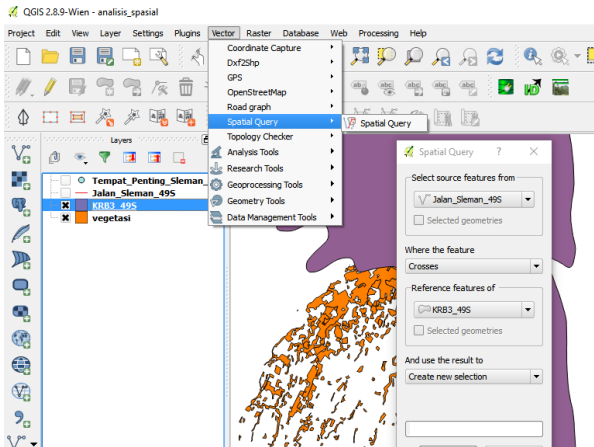 QGIS 2.8.9-Wien - analisis_spasial
Project Edit View Layer Settings Plugins Vector Raster Database Web Processing Help
Coordinate Capture
Dxf2Shp
GPS
OpenStreetMap
Road graph
Spatial Query
Spatial Query
Topology Checker
Analysis Tools
Research Tools
Geoprocessing Tools
Geometry Tools
Data Management Tools
Layers
Tempat_Penting_Sleman_
Jalan_Sleman_49S
KRB3_49S
vegetasi
Spatial Query ?
Select source features from
Jalan_Sleman_49S
Selected geometries
Where the feature
Crosses
Reference features of
KRB3_49S
Selected geometries
And use the result to
Create new selection